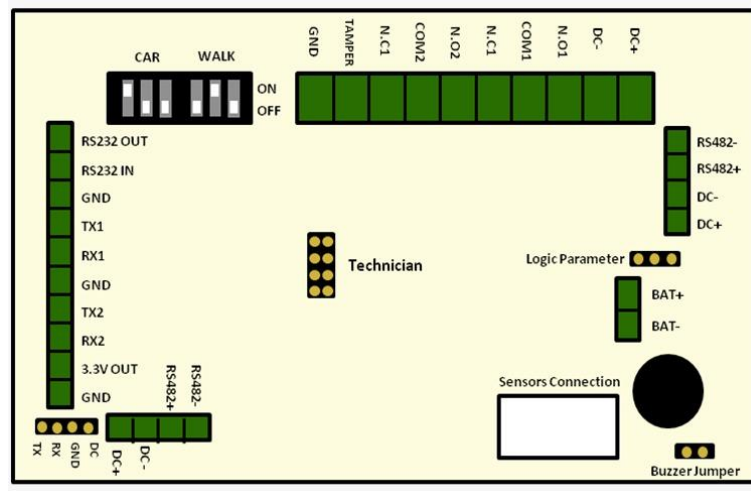 GND
TAMPER
N.C1
COM2
N.O2
N.C1
COM1
N.O1
DC-
DC+
CAR
WALK
ON
OFF
RS232 OUT
RS232 IN
GND
TX1
RX1
GND
TX2
RX2
3.3V OUT
GND
RS482-
RS482+
DC-
DC+
Technician
Logic Parameter
BAT+
BAT-
Sensors Connection
Buzzer Jumper
RS482+
RS482-
TX
RX
GND
DC
DC+
DC-